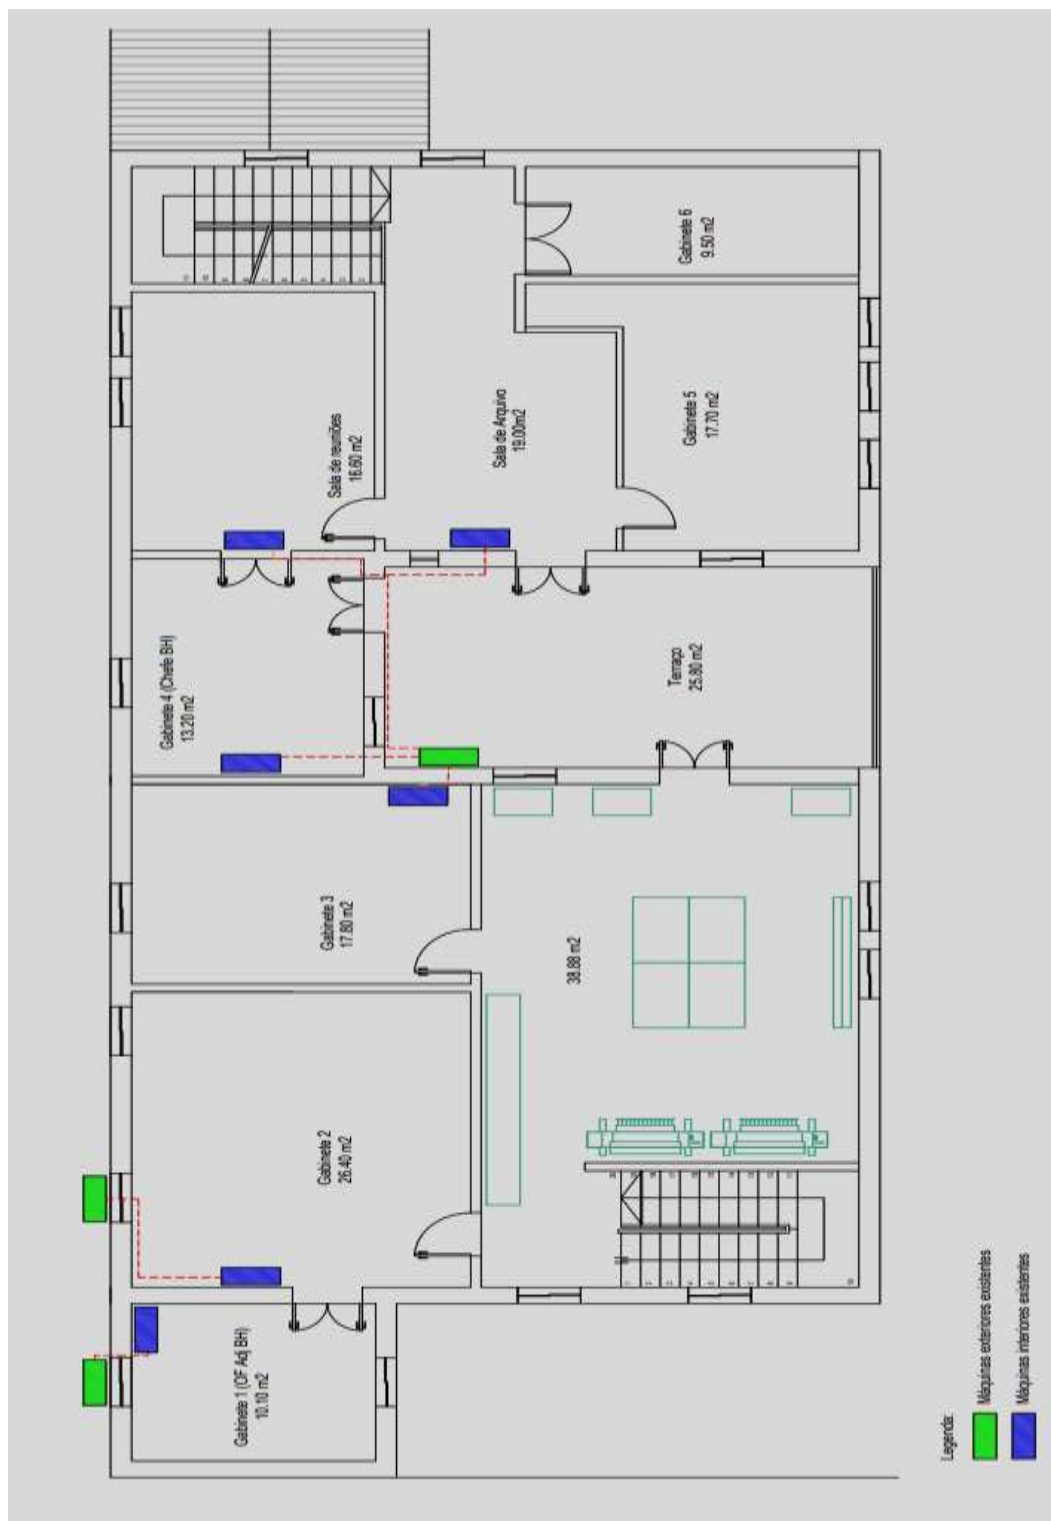 Gabinete 1 (OF Adj BH)
10.10 m2
Gabinete 2
26.40 m2
Gabinete 3
17.80 m2
Gabinete 4 (Chefe BH)
13.20 m2
Sala de reuniões
16.60 m2
38.88 m2
Terraço
25.80 m2
Sala de Arquivo
19.00m2
Gabinete 5
17.70 m2
Gabinete 6
9.50 m2
Legenda:
Máquinas exteriores existentes
Máquinas interiores existentes